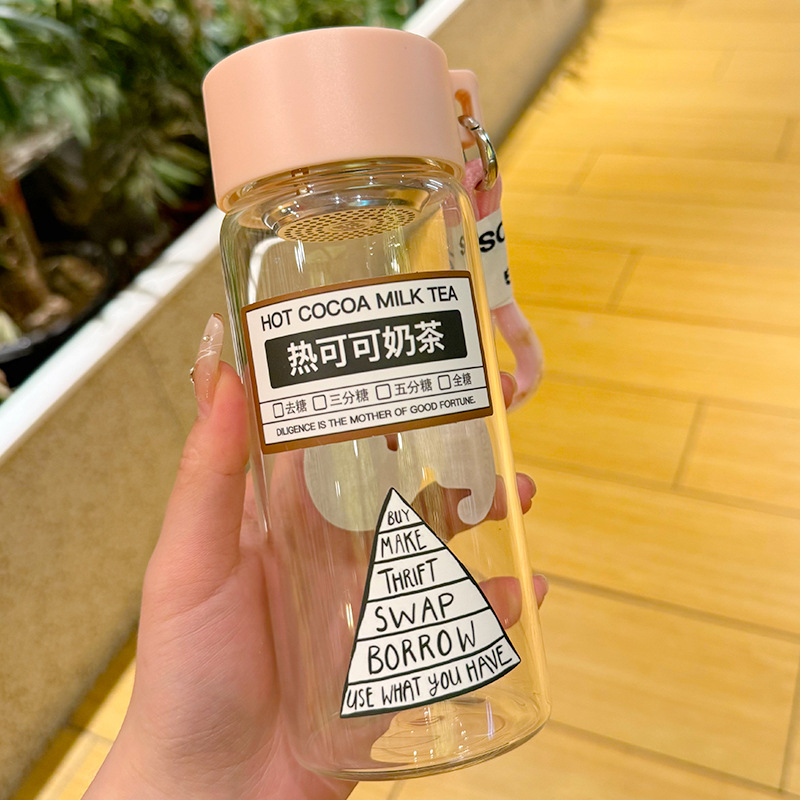 HOT COCOA MILK TEA
热可可奶茶
□去糖 □三分糖 □五分糖 □全糖
DILIGENCE IS THE MOTHER OF GOOD FORTUNE.
BUY
MAKE
THRIFT
SWAP
BORROW
USE WHAT YOU HAVE